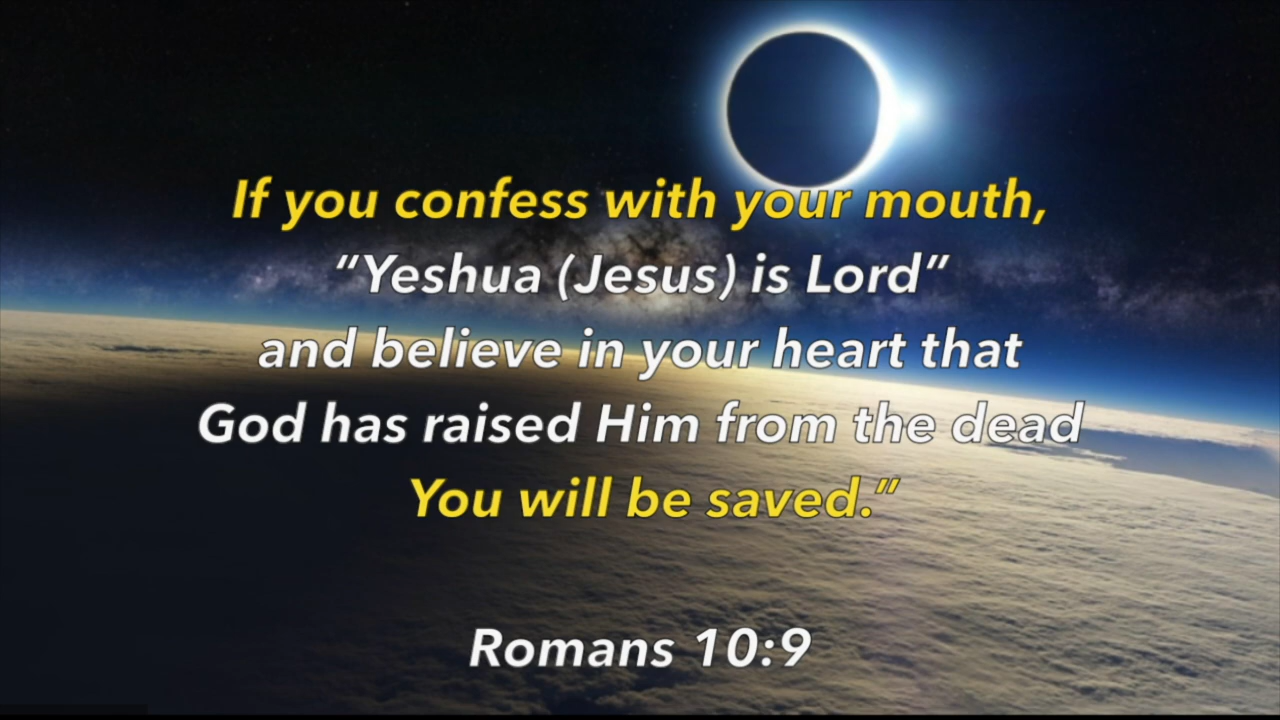 If you confess with your mouth,
“Yeshua (Jesus) is Lord”
and believe in your heart that
God has raised Him from the dead
You will be saved.”
Romans 10:9